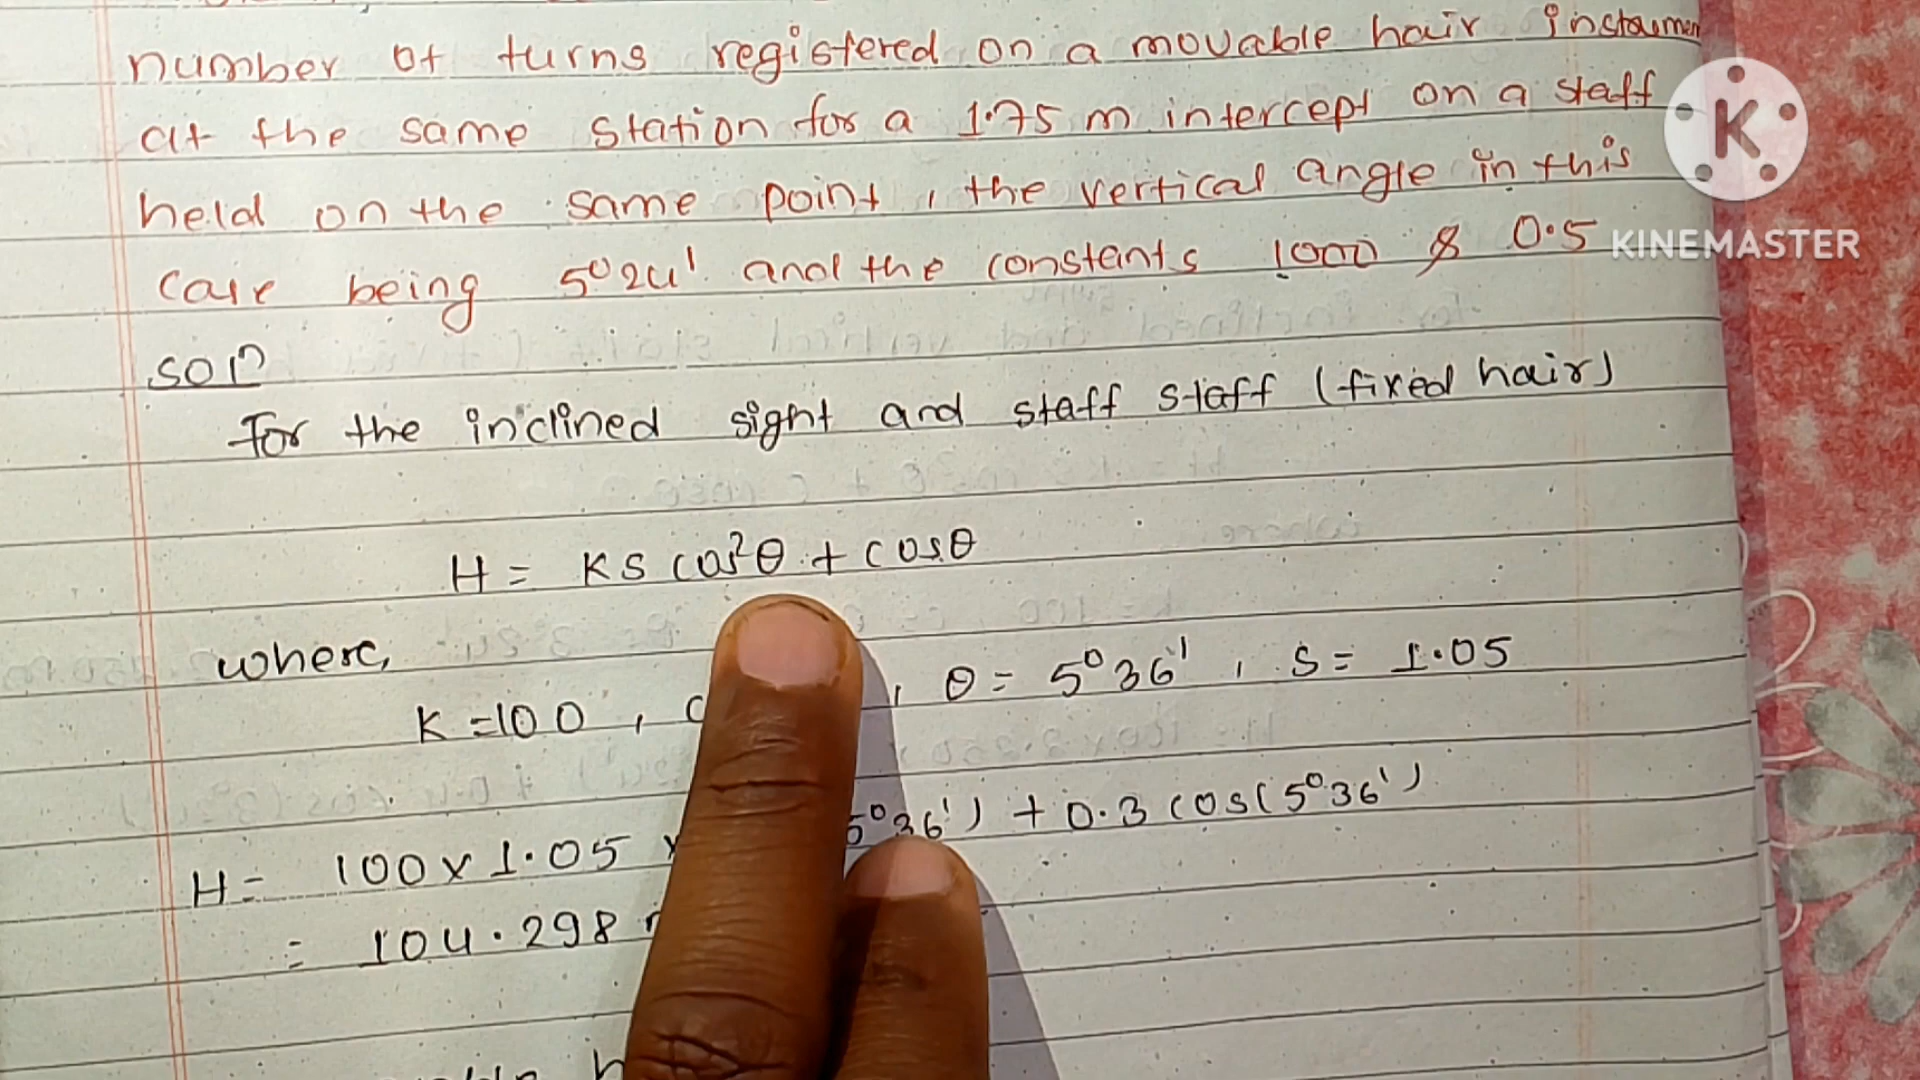 number of turns registered on a movable hair
at the same station for a 1.75 m intercept on a staff
held on the same point, the vertical angle in this
case being 5°24' and the constants 1000 & 0.5
KINEMASTER
Soln
For the inclined sight and staff staff (fixed hair)
H = KS cos²θ + cosθ
where,
K = 100, θ = 5°36', S = 1.05
H = 100 x 1.05 x 5°36') + 0.3 cos(5°36')
= 104.298